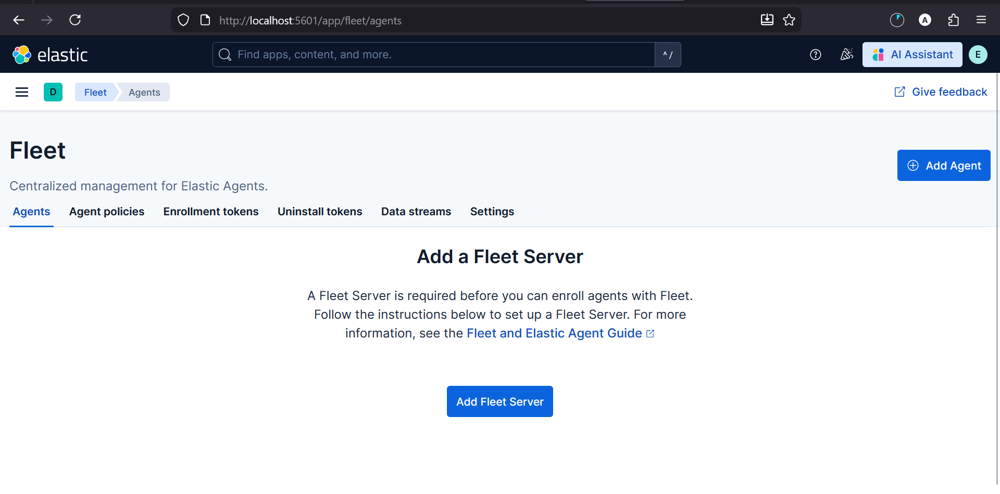 http://localhost:5601/app/fleet/agents
A
elastic
Find apps, content, and more.
^ /
AI Assistant
E
D
Fleet
Agents
Give feedback
Fleet
Add Agent
Centralized management for Elastic Agents.
Agents
Agent policies
Enrollment tokens
Uninstall tokens
Data streams
Settings
Add a Fleet Server
A Fleet Server is required before you can enroll agents with Fleet.
Follow the instructions below to set up a Fleet Server. For more
information, see the Fleet and Elastic Agent Guide
Add Fleet Server